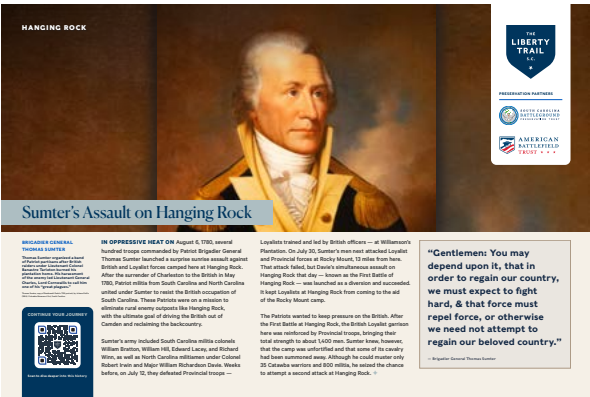 HANGING ROCK
THE
LIBERTY
TRAIL
S.C.
PRESERVATION PARTNERS
SOUTH CAROLINA
BATTLEGROUND
PRESERVATION TRUST
AMERICAN
BATTLEFIELD
TRUST
Sumter's Assault on Hanging Rock
BRIGADIER GENERAL
THOMAS SUMTER
Thomas Sumter organized a band
of Patriot partisans after British
raiders under Lieutenant Colonel
Banastre Tarleton burned his
plantation home. His harassment
of the enemy led Lieutenant General
Charles, Lord Cornwallis to call him
one of his "great plagues."
CONTINUE YOUR JOURNEY
Scan to dive deeper into this history
IN OPPRESSIVE HEAT ON August 6, 1780, several
hundred troops commanded by Patriot Brigadier General
Thomas Sumter launched a surprise sunrise assault against
British and Loyalist forces camped here at Hanging Rock.
After the surrender of Charleston to the British in May
1780, Patriot militia from South Carolina and North Carolina
united under Sumter to resist the British occupation of
South Carolina. These Patriots were on a mission to
eliminate rural enemy outposts like Hanging Rock,
with the ultimate goal of driving the British out of
Camden and reclaiming the backcountry.
Sumter's army included South Carolina militia colonels
William Bratton, William Hill, Edward Lacey, and Richard
Winn, as well as North Carolina militiamen under Colonel
Robert Irwin and Major William Richardson Davie. Weeks
before, on July 12, they defeated Provincial troops —
Loyalists trained and led by British officers — at Williamson's
Plantation. On July 30, Sumter's men next attacked Loyalist
and Provincial forces at Rocky Mount, 13 miles from here.
That attack failed, but Davie's simultaneous assault on
Hanging Rock that day — known as the First Battle of
Hanging Rock — was launched as a diversion and succeeded.
It kept Loyalists at Hanging Rock from coming to the aid
of the Rocky Mount camp.
The Patriots wanted to keep pressure on the British. After
the First Battle at Hanging Rock, the British Loyalist garrison
here was reinforced by Provincial troops, bringing their
total strength to about 1,400 men. Sumter knew, however,
that the camp was unfortified and that some of its cavalry
had been summoned away. Although he could muster only
35 Catawba warriors and 800 militia, he seized the chance
to attempt a second attack at Hanging Rock.
"Gentlemen: You may
depend upon it, that in
order to regain our country,
we must expect to fight
hard, & that force must
repel force, or otherwise
we need not attempt to
regain our beloved country."
— Brigadier General Thomas Sumter